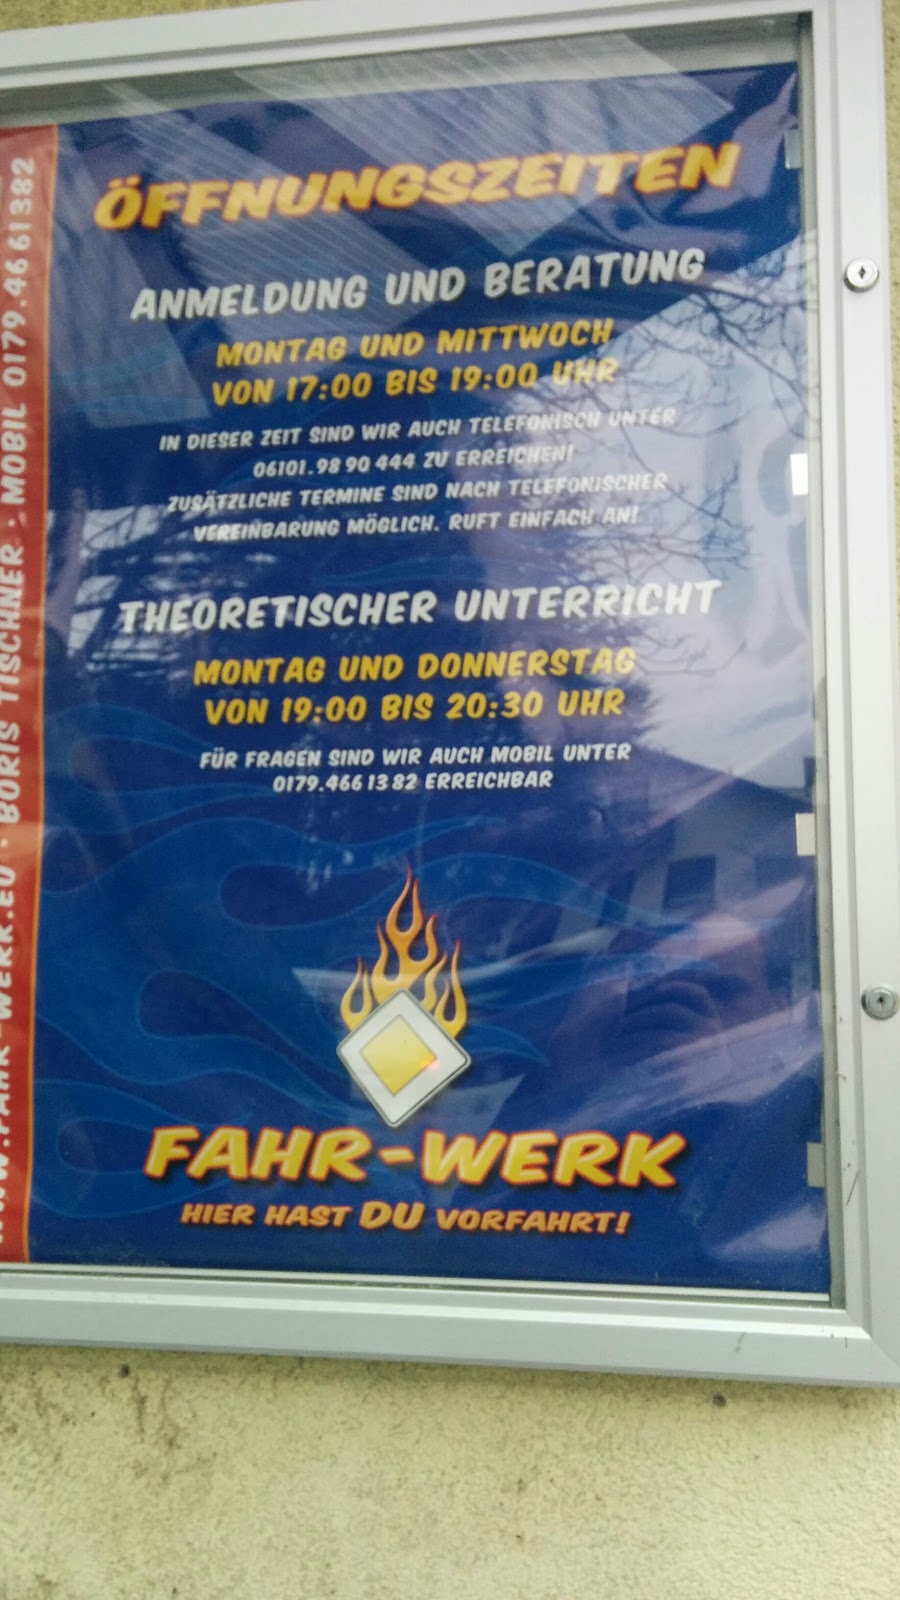 ÖFFNUNGSZEITEN
ANMELDUNG UND BERATUNG
MONTAG UND MITTWOCH
VON 17:00 BIS 19:00 UHR
IN DIESER ZEIT SIND WIR AUCH TELEFONISCH UNTER
06101.98 90 444 ZU ERREICHEN!
ZUSÄTZLICHE TERMINE SIND NACH TELEFONISCHER
VEREINBARUNG MÖGLICH. RUFT EINFACH AN!
THEORETISCHER UNTERRICHT
MONTAG UND DONNERSTAG
VON 19:00 BIS 20:30 UHR
FÜR FRAGEN SIND WIR AUCH MOBIL UNTER
0179.466 13 82 ERREICHBAR
FAHR-WERK
HIER HAST DU VORFAHRT!
WWW.FAHR-WERK.EU · BORIS TISCHNER · MOBIL 0179.46 61 382